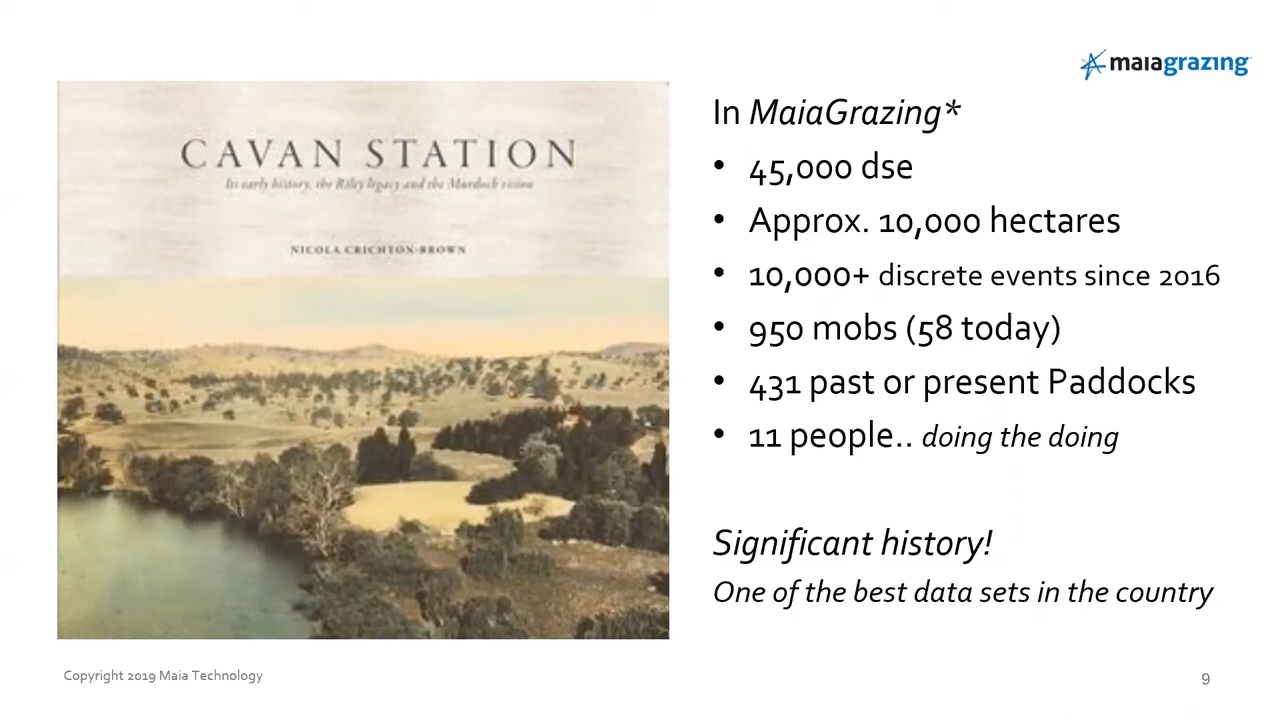 maiagrazing
CAVAN STATION
Its early history, the Riley legacy and the Murdoch vision
NICOLA CRICHTON-BROWN
In MaiaGrazing*
• 45,000 dse
• Approx. 10,000 hectares
• 10,000+ discrete events since 2016
• 950 mobs (58 today)
• 431 past or present Paddocks
• 11 people.. doing the doing
Significant history!
One of the best data sets in the country
Copyright 2019 Maia Technology
9